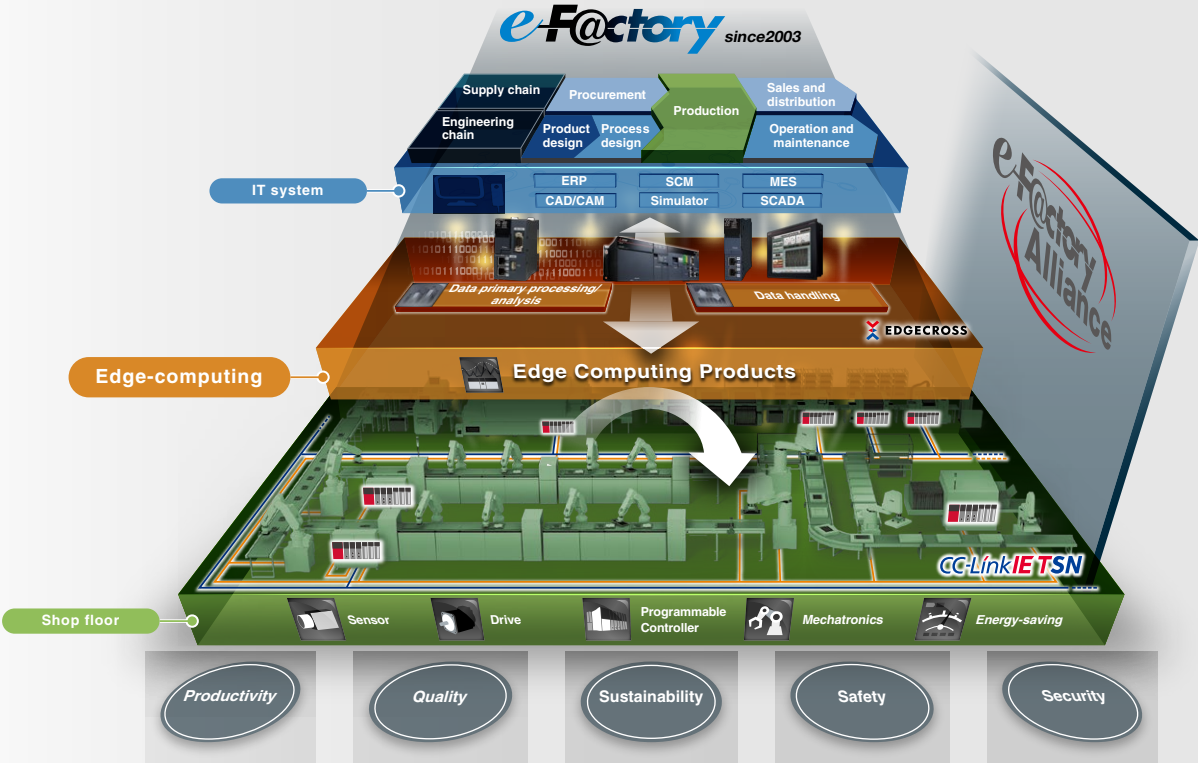 e-F@ctory since2003
Supply chain
Procurement
Production
Sales and
distribution
Engineering
chain
Product
design
Process
design
Operation and
maintenance
IT system
ERP
SCM
MES
CAD/CAM
Simulator
SCADA
e-F@ctory
Alliance
Data primary processing/
analysis
Data handling
EDGECROSS
Edge-computing
Edge Computing Products
CC-Link IE TSN
Shop floor
Sensor
Drive
Programmable
Controller
Mechatronics
Energy-saving
Productivity
Quality
Sustainability
Safety
Security